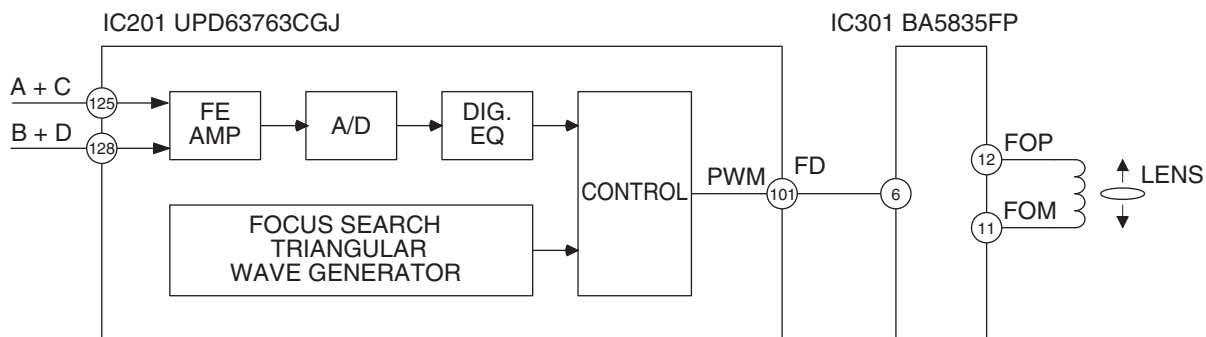 IC201 UPD63763CGJ
IC301 BA5835FP
A + C
125
B + D
128
FE
AMP
A/D
DIG.
EQ
CONTROL
PWM
101
FD
6
12
FOP
11
FOM
LENS
FOCUS SEARCH
TRIANGULAR
WAVE GENERATOR